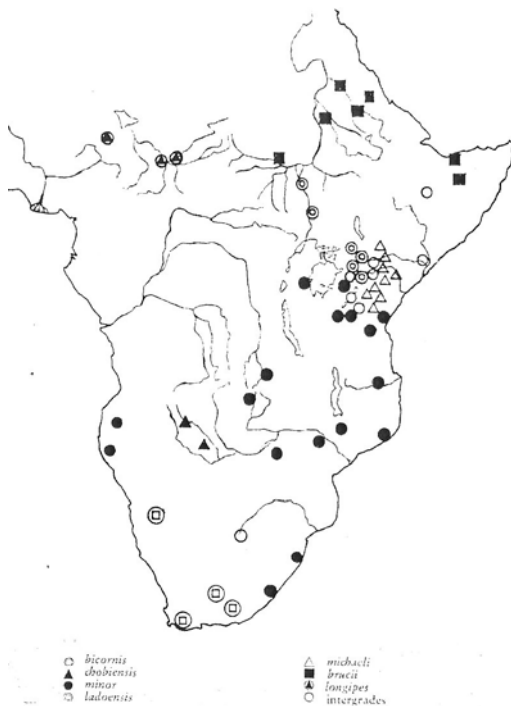 bicornis
chobiensis
minor
ladoensis
michaeli
brucii
longipes
intergrades